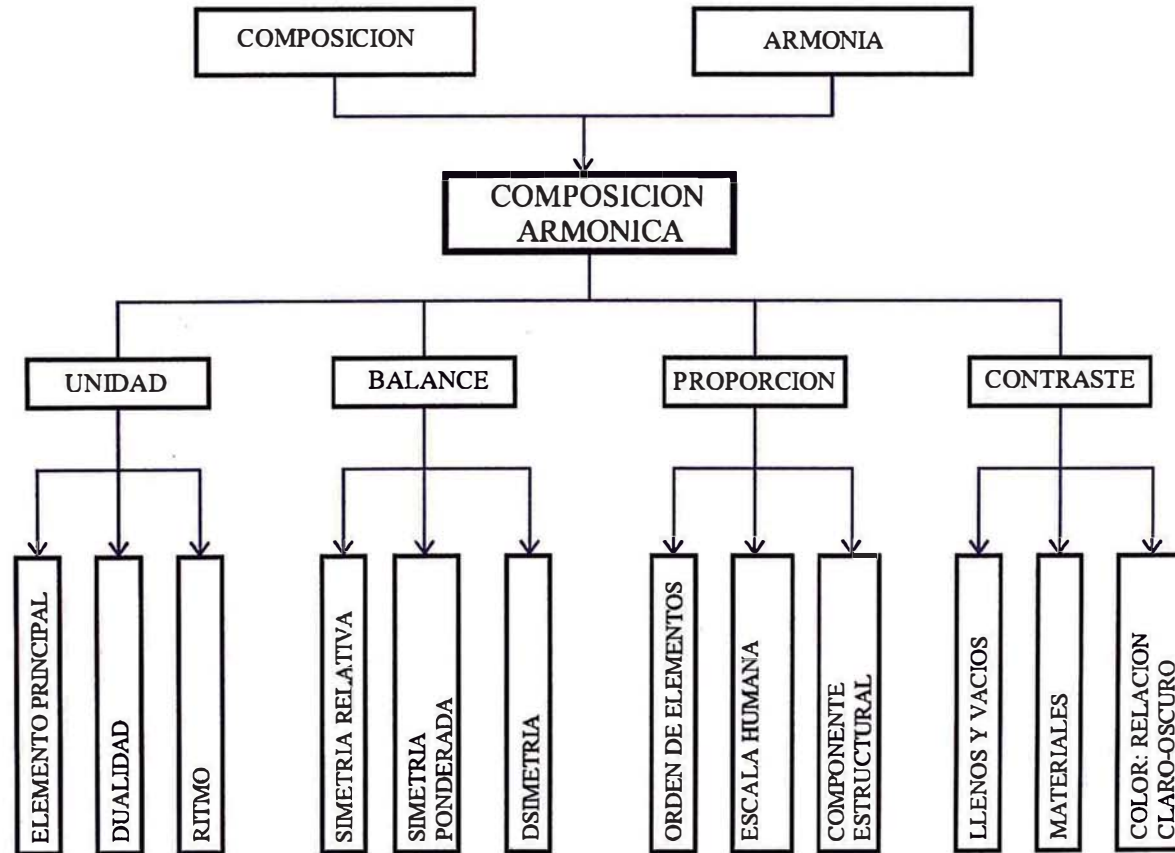 COMPOSICION
ARMONIA
COMPOSICION
ARMONICA
UNIDAD
BALANCE
PROPORCION
CONTRASTE
ELEMENTO PRINCIPAL
DUALIDAD
RITMO
SIMETRIA RELATIVA
SIMETRIA
PONDERADA
DSIMETRIA
ORDEN DE ELEMENTOS
ESCALA HUMANA
COMPONENTE
ESTRUCTURAL
LLENOS Y VACIOS
MATERIALES
COLOR: RELACION
CLARO-OSCURO